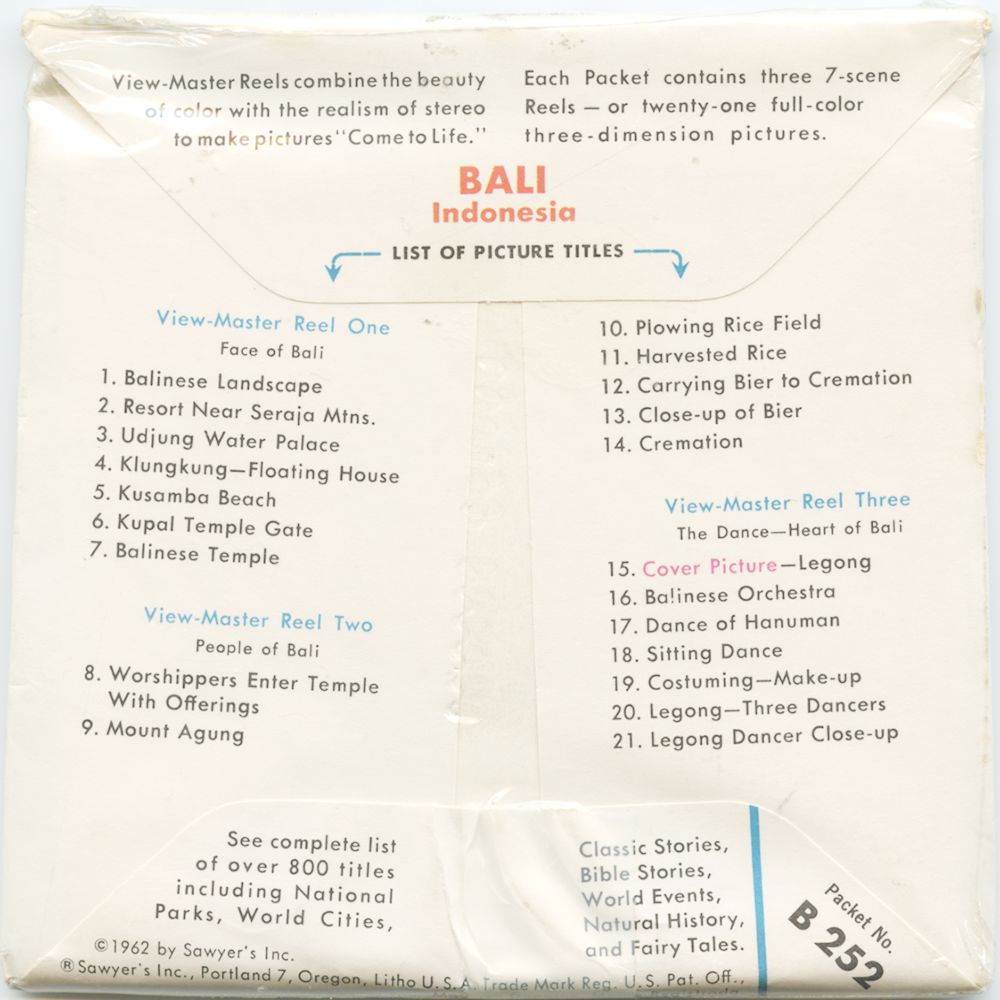 View-Master Reels combine the beauty
of color with the realism of stereo
to make pictures "Come to Life."
Each Packet contains three 7-scene
Reels — or twenty-one full-color
three-dimension pictures.
BALI
Indonesia
LIST OF PICTURE TITLES
View-Master Reel One
Face of Bali
1. Balinese Landscape
2. Resort Near Seraja Mtns.
3. Udjung Water Palace
4. Klungkung—Floating House
5. Kusamba Beach
6. Kupal Temple Gate
7. Balinese Temple
View-Master Reel Two
People of Bali
8. Worshippers Enter Temple
With Offerings
9. Mount Agung
10. Plowing Rice Field
11. Harvested Rice
12. Carrying Bier to Cremation
13. Close-up of Bier
14. Cremation
View-Master Reel Three
The Dance—Heart of Bali
15. Cover Picture—Legong
16. Balinese Orchestra
17. Dance of Hanuman
18. Sitting Dance
19. Costuming—Make-up
20. Legong—Three Dancers
21. Legong Dancer Close-up
See complete list
of over 800 titles
including National
Parks, World Cities,
Classic Stories,
Bible Stories,
World Events,
Natural History,
and Fairy Tales.
Packet No.
B 252
©1962 by Sawyer's Inc.
®Sawyer's Inc., Portland 7, Oregon, Litho U.S.A. Trade Mark Reg. U.S. Pat. Off.,